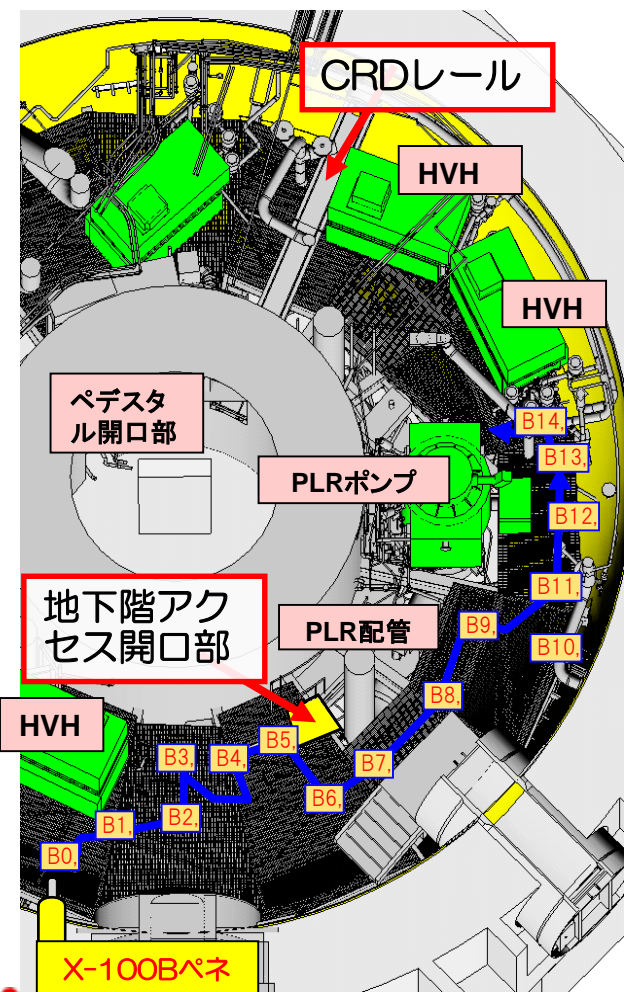 CRDレール
HVH
HVH
ペデスタ
ル開口部
B14,
B13,
PLRポンプ
B12,
B11,
地下階アク
セス開口部
PLR配管
B9,
B10,
B8,
HVH
B5,
B3,
B4,
B7,
B6,
B2,
B1,
B0,
X-100Bペネ